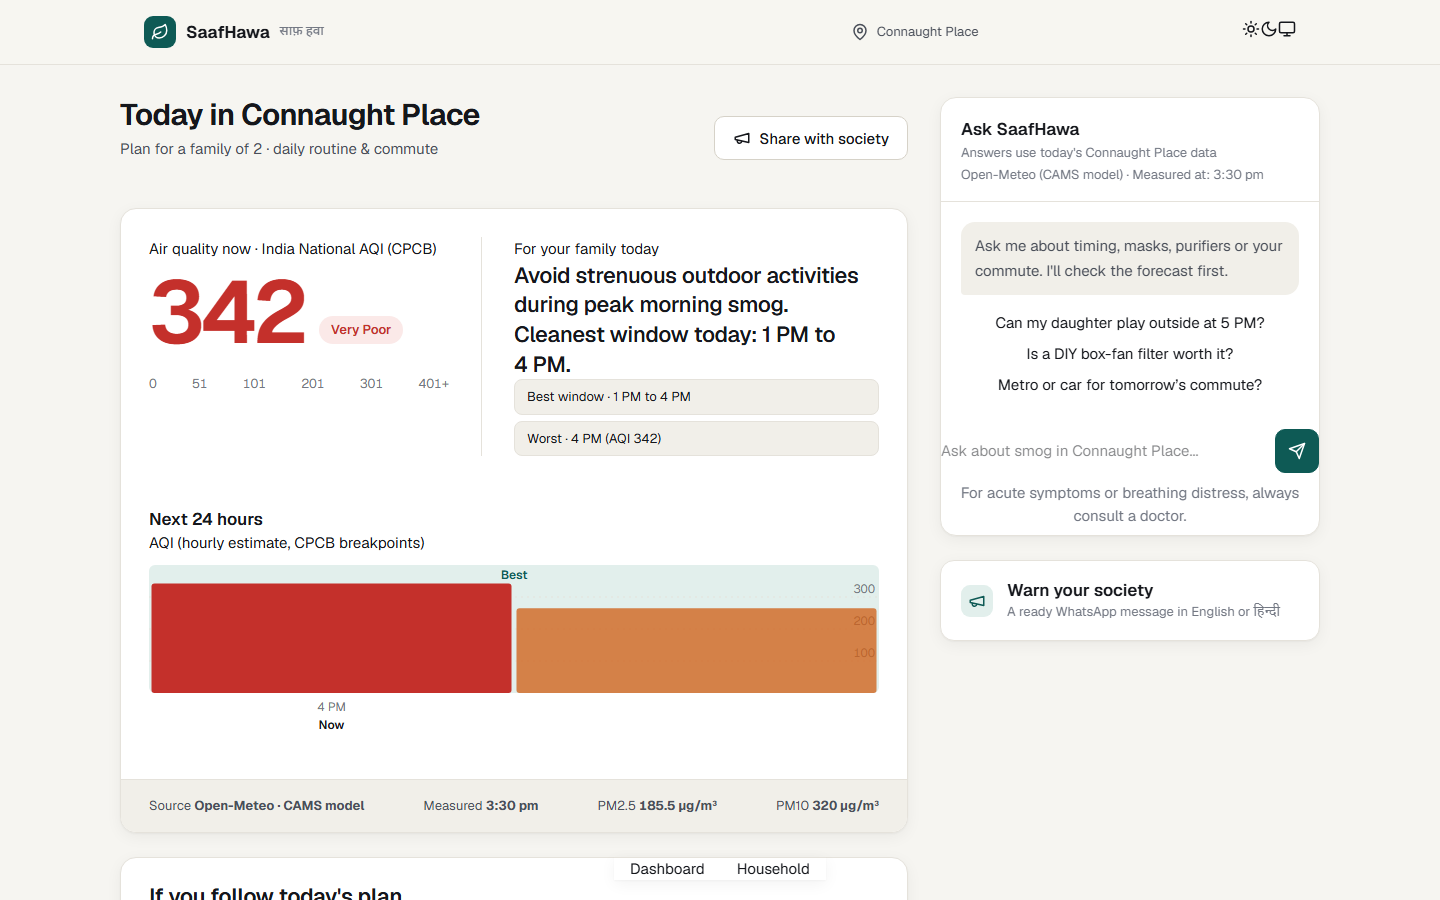 SaafHawa साफ़ हवा
Connaught Place
Today in Connaught Place
Plan for a family of 2 · daily routine & commute
Share with society
Air quality now · India National AQI (CPCB)
342 Very Poor
0 51 101 201 301 401+
For your family today
Avoid strenuous outdoor activities
during peak morning smog.
Cleanest window today: 1 PM to
4 PM.
Best window · 1 PM to 4 PM
Worst · 4 PM (AQI 342)
Next 24 hours
AQI (hourly estimate, CPCB breakpoints)
Best
300
200
100
4 PM
Now
Source Open-Meteo · CAMS model Measured 3:30 pm PM2.5 185.5 µg/m³ PM10 320 µg/m³
If you follow today's plan
Dashboard Household
Ask SaafHawa
Answers use today's Connaught Place data
Open-Meteo (CAMS model) · Measured at: 3:30 pm
Ask me about timing, masks, purifiers or your
commute. I'll check the forecast first.
Can my daughter play outside at 5 PM?
Is a DIY box-fan filter worth it?
Metro or car for tomorrow's commute?
Ask about smog in Connaught Place...
For acute symptoms or breathing distress, always
consult a doctor.
Warn your society
A ready WhatsApp message in English or हिन्दी